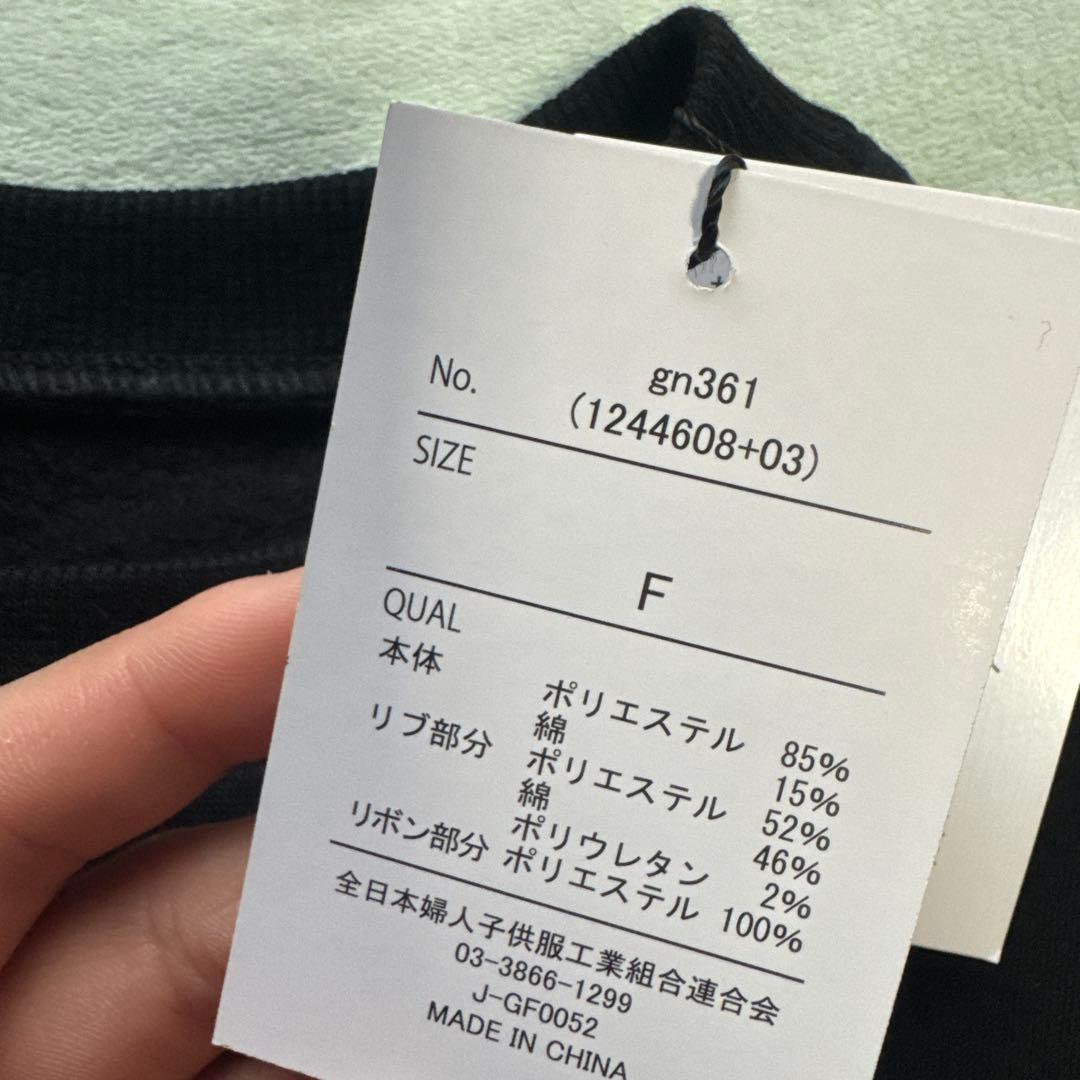 No. gn361
(1244608+03)
SIZE
F
QUAL
本体 ポリエステル 85%
綿 15%
リブ部分 ポリエステル 52%
綿 46%
ポリウレタン 2%
リボン部分 ポリエステル 100%
全日本婦人子供服工業組合連合会
03-3866-1299
J-GF0052
MADE IN CHINA